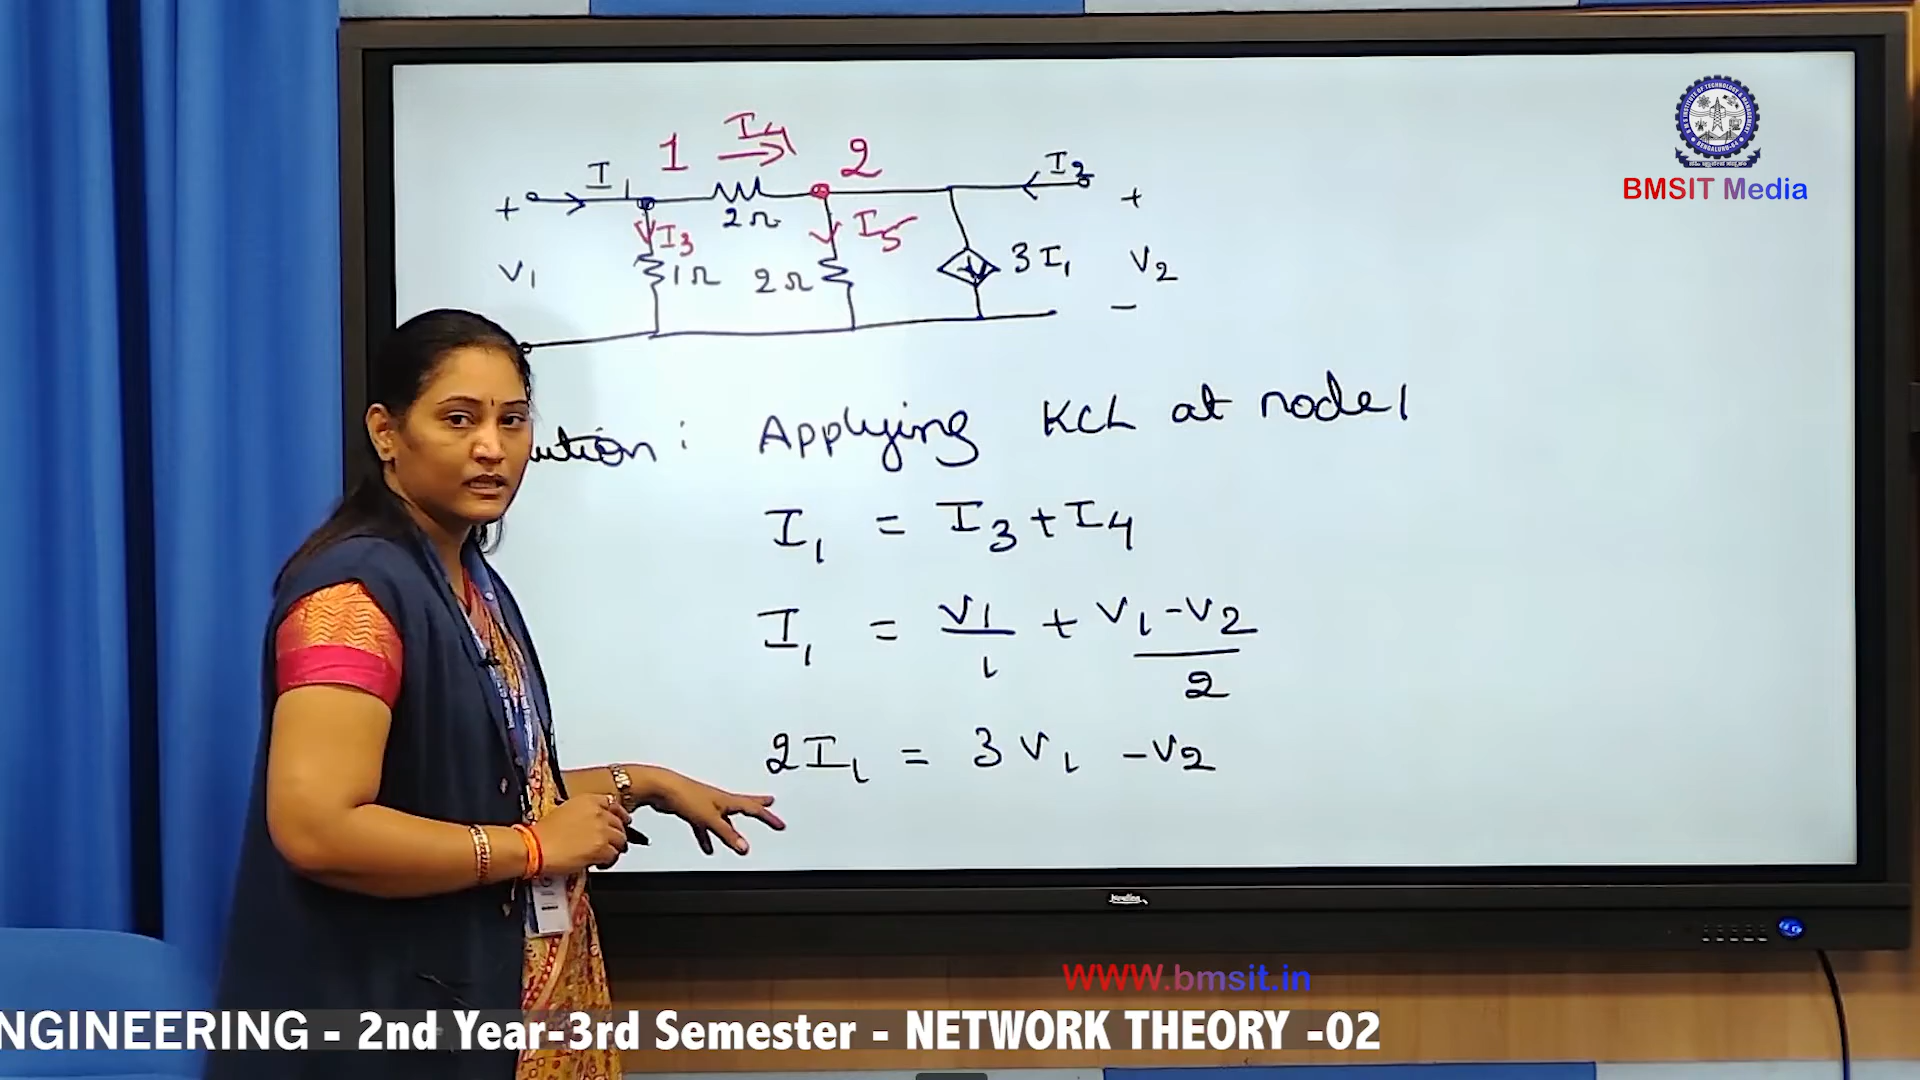 BMSIT Media
1 I4 2
+ I1 2Ω I2 +
I3 I5
V1 1Ω 2Ω 3I1 V2
−
ution : Applying KCL at node 1
I1 = I3 + I4
I1 = V1/1 + V1 - V2/2
2I1 = 3V1 - V2
WWW.bmsit.in
NGINEERING - 2nd Year-3rd Semester - NETWORK THEORY -02